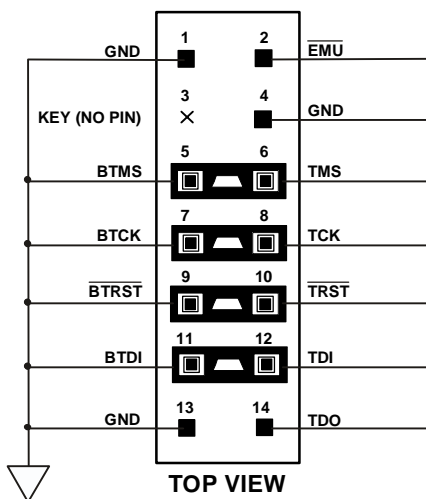 1 2
GND EMU
3 4
KEY (NO PIN) GND
5 6
BTMS TMS
7 8
BTCK TCK
9 10
BTRST TRST
11 12
BTDI TDI
13 14
GND TDO
TOP VIEW